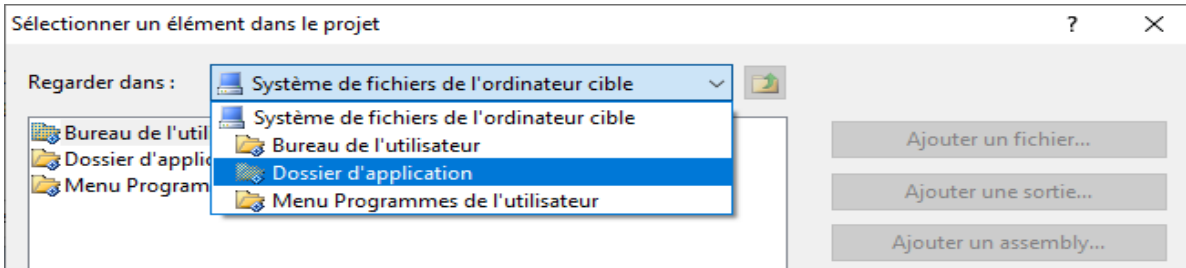 Sélectionner un élément dans le projet ?
Regarder dans : Système de fichiers de l'ordinateur cible
Système de fichiers de l'ordinateur cible
Bureau de l'utilisateur
Dossier d'application
Menu Programmes de l'utilisateur
Bureau de l'util
Dossier d'applic
Menu Program
Ajouter un fichier...
Ajouter une sortie...
Ajouter un assembly...